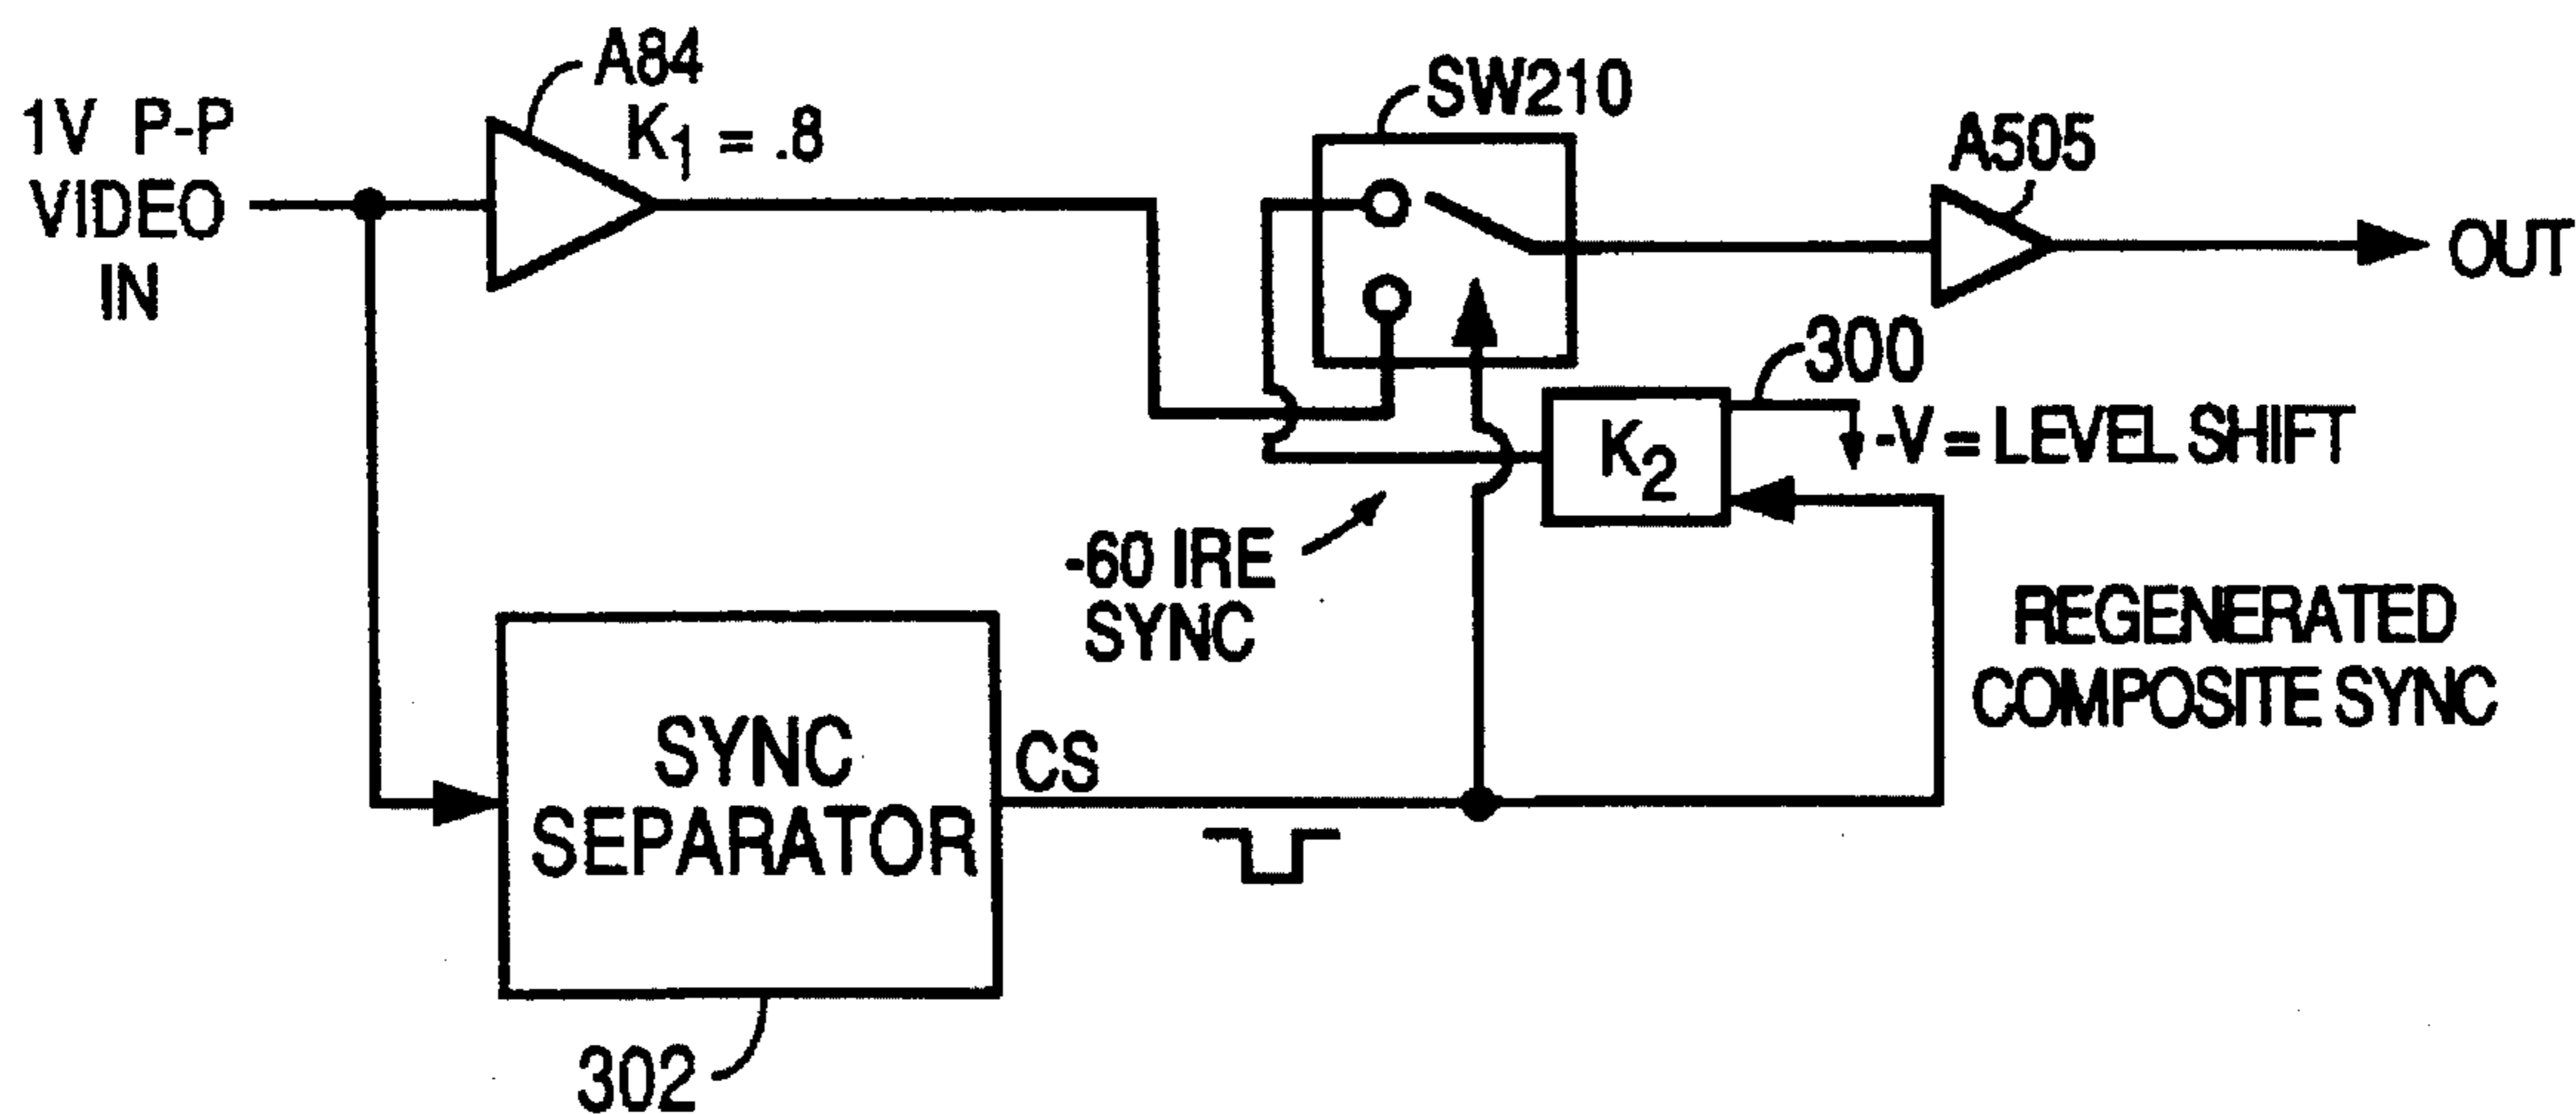 1V P-P
VIDEO
IN
A84
K1 = .8
SW210
A505
OUT
300
K2
-V = LEVEL SHIFT
-60 IRE
SYNC
REGENERATED
COMPOSITE SYNC
SYNC
SEPARATOR
CS
302